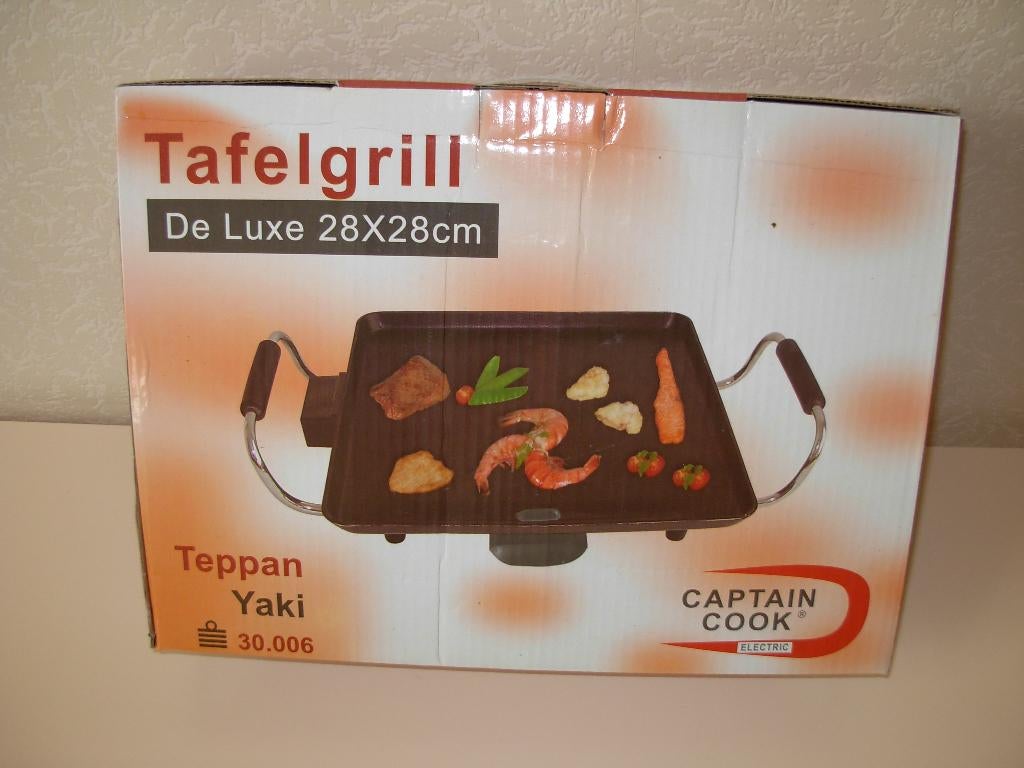 Tafelgrill
De Luxe 28X28cm
Teppan
Yaki
30.006
CAPTAIN
COOK®
ELECTRIC